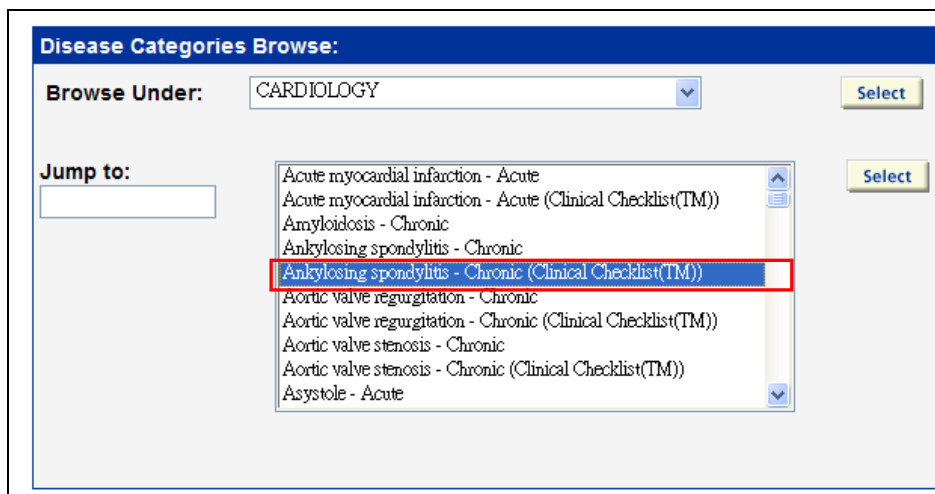 Disease Categories Browse:
Browse Under: CARDIOLOGY Select
Jump to: Select
Acute myocardial infarction - Acute
Acute myocardial infarction - Acute (Clinical Checklist(TM))
Amyloidosis - Chronic
Ankylosing spondylitis - Chronic
Ankylosing spondylitis - Chronic (Clinical Checklist(TM))
Aortic valve regurgitation - Chronic
Aortic valve regurgitation - Chronic (Clinical Checklist(TM))
Aortic valve stenosis - Chronic
Aortic valve stenosis - Chronic (Clinical Checklist(TM))
Asystole - Acute